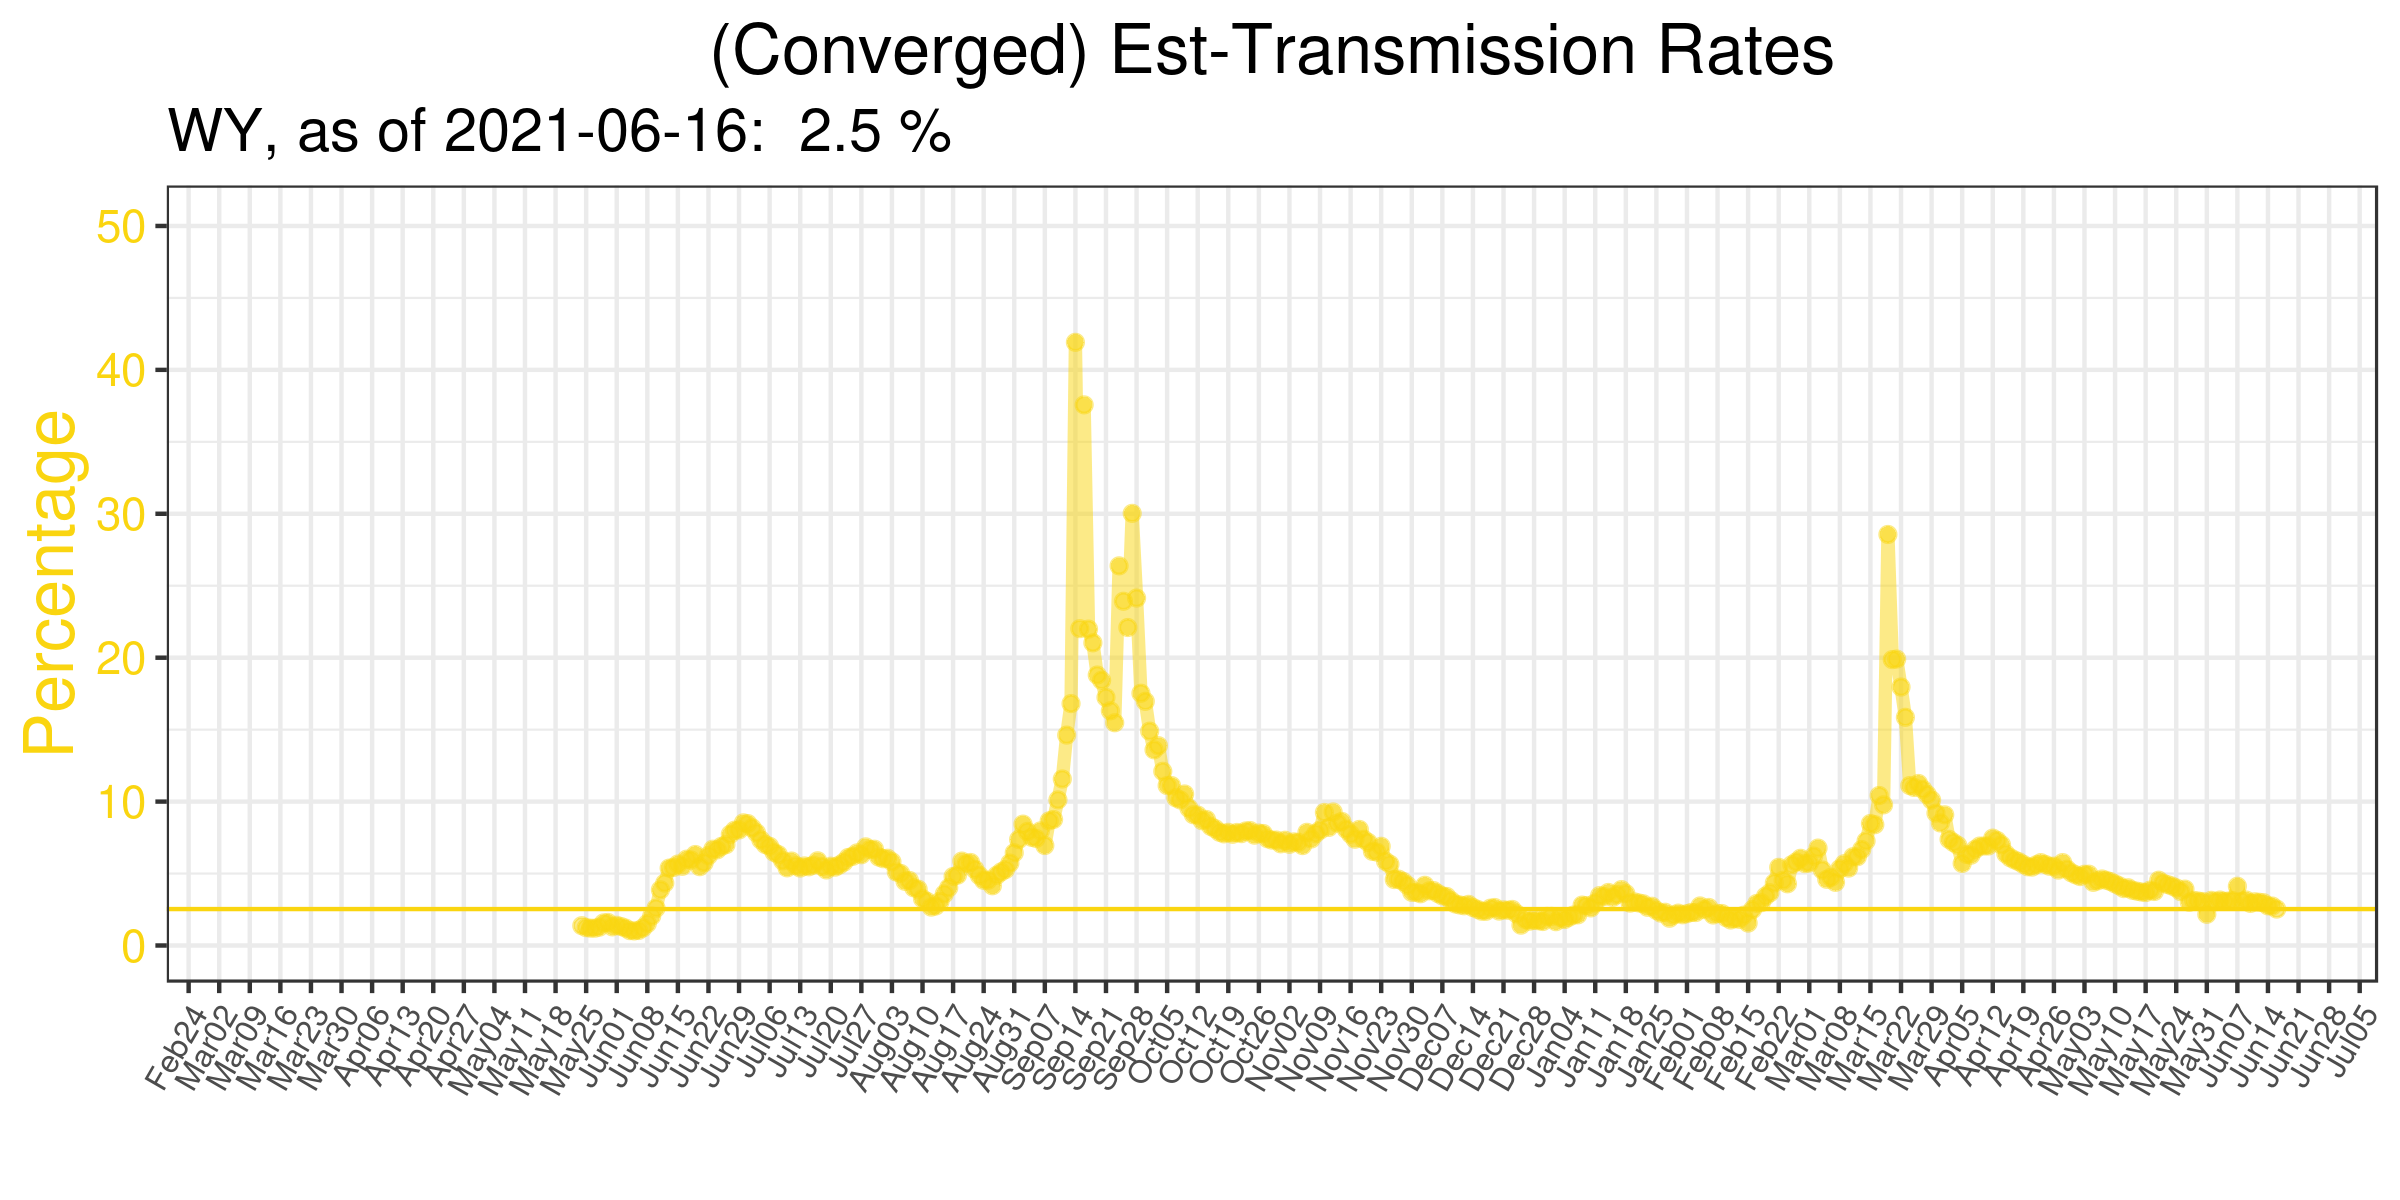 (Converged) Est-Transmission Rates
WY, as of 2021-06-16:  2.5 %
Percentage
50
40
30
20
10
0
Feb24
Mar02
Mar09
Mar16
Mar23
Mar30
Apr06
Apr13
Apr20
Apr27
May04
May11
May18
May25
Jun01
Jun08
Jun15
Jun22
Jun29
Jul06
Jul13
Jul20
Jul27
Aug03
Aug10
Aug17
Aug24
Aug31
Sep07
Sep14
Sep21
Sep28
Oct05
Oct12
Oct19
Oct26
Nov02
Nov09
Nov16
Nov23
Nov30
Dec07
Dec14
Dec21
Dec28
Jan04
Jan11
Jan18
Jan25
Feb01
Feb08
Feb15
Feb22
Mar01
Mar08
Mar15
Mar22
Mar29
Apr05
Apr12
Apr19
Apr26
May03
May10
May17
May24
May31
Jun07
Jun14
Jun21
Jun28
Jul05